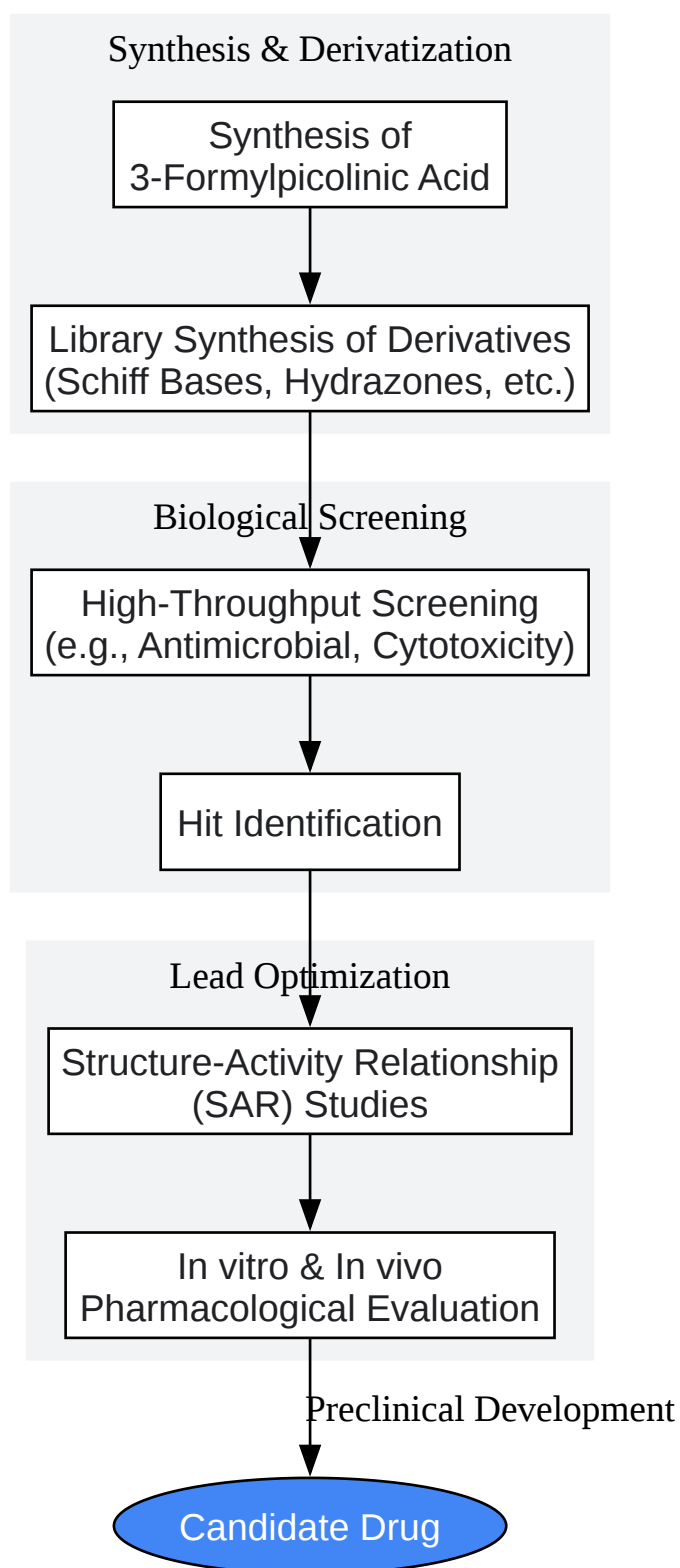 Synthesis & Derivatization
Synthesis of
3-Formylpicolinic Acid
Library Synthesis of Derivatives
(Schiff Bases, Hydrazones, etc.)
Biological Screening
High-Throughput Screening
(e.g., Antimicrobial, Cytotoxicity)
Hit Identification
Lead Optimization
Structure-Activity Relationship
(SAR) Studies
In vitro & In vivo
Pharmacological Evaluation
Preclinical Development
Candidate Drug